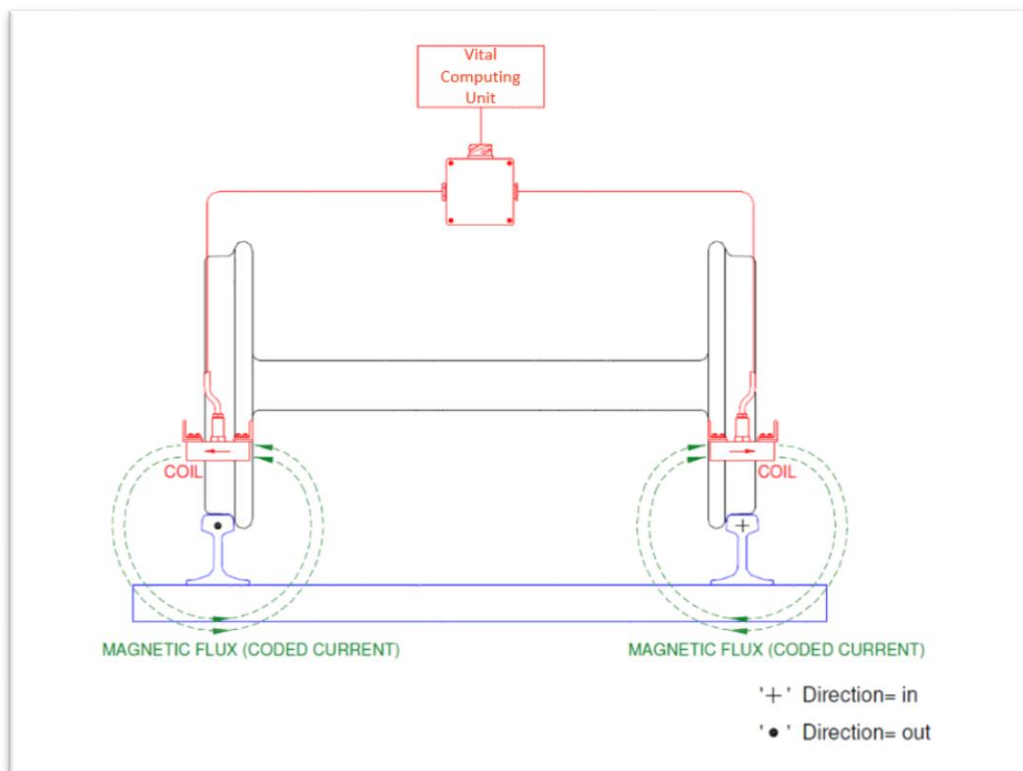 Vital
Computing
Unit
COIL
COIL
MAGNETIC FLUX (CODED CURRENT)
MAGNETIC FLUX (CODED CURRENT)
'+' Direction= in
'•' Direction= out